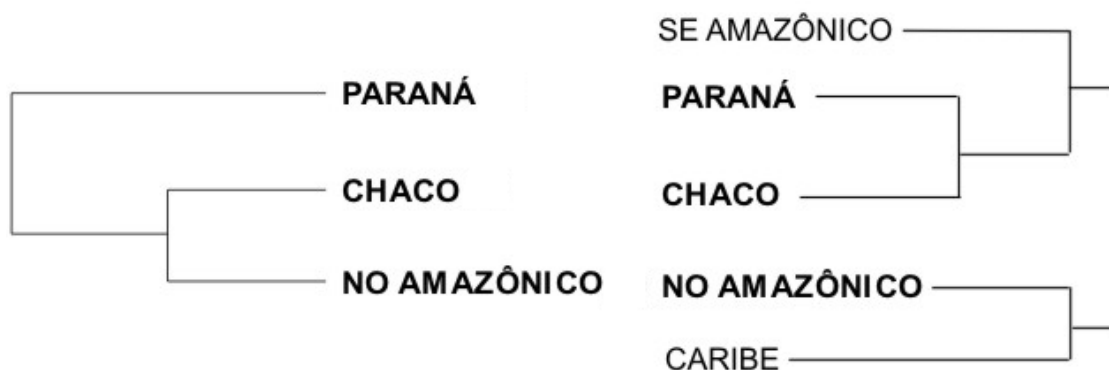 PARANÁ
CHACO
NO AMAZÔNICO
SE AMAZÔNICO
PARANÁ
CHACO
NO AMAZÔNICO
CARIBE